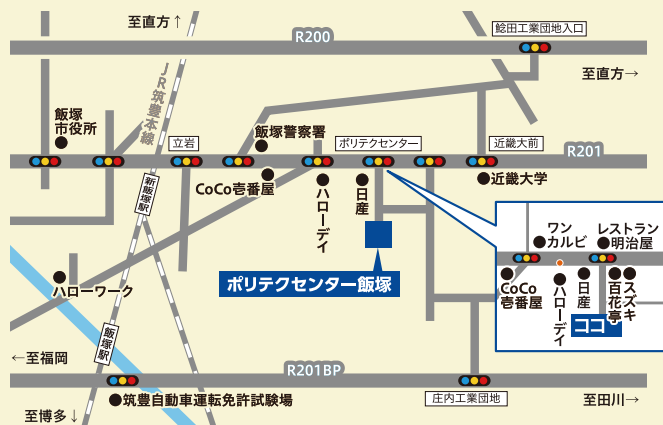 至直方↑
R200
鯰田工業団地入口
至直方→
JR筑豊本線
飯塚
市役所
立岩
飯塚警察署
ポリテクセンター
近畿大前
R201
CoCo壱番屋
ハローデイ
日産
近畿大学
新飯塚駅
ワン
カルビ
レストラン
明治屋
CoCo
壱番屋
ハローデイ
日産
百花亭
スズキ
ココ
ポリテクセンター飯塚
ハローワーク
飯塚駅
←至福岡
R201BP
筑豊自動車運転免許試験場
庄内工業団地
至田川→
至博多↓